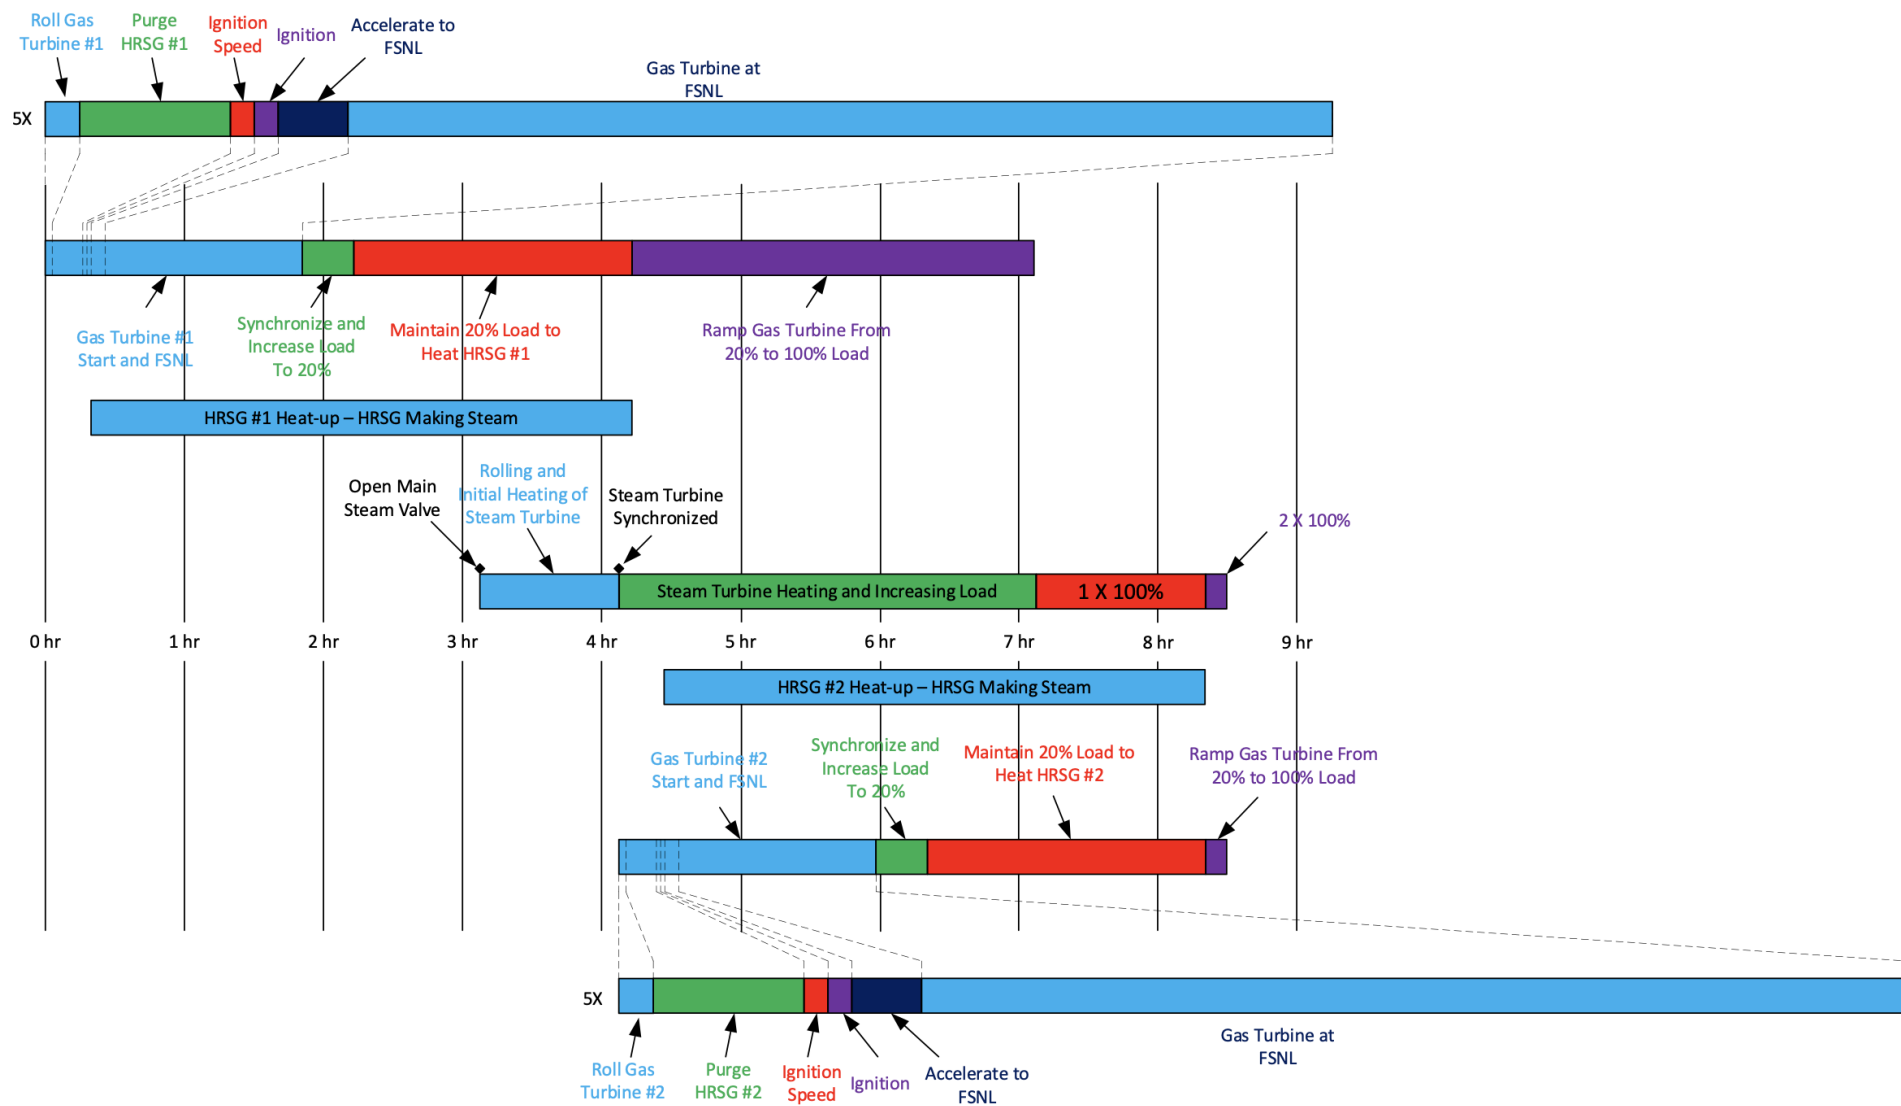 Roll Gas
Turbine #1
Purge
HRSG #1
Ignition
Speed
Ignition
Accelerate to
FSNL
Gas Turbine at
FSNL
5X
Gas Turbine #1
Start and FSNL
Synchronize and
Increase Load
To 20%
Maintain 20% Load to
Heat HRSG #1
Ramp Gas Turbine From
20% to 100% Load
HRSG #1 Heat-up – HRSG Making Steam
Open Main
Steam Valve
Rolling and
Initial Heating of
Steam Turbine
Steam Turbine
Synchronized
2 X 100%
Steam Turbine Heating and Increasing Load
1 X 100%
0 hr
1 hr
2 hr
3 hr
4 hr
5 hr
6 hr
7 hr
8 hr
9 hr
HRSG #2 Heat-up – HRSG Making Steam
Gas Turbine #2
Start and FSNL
Synchronize and
Increase Load
To 20%
Maintain 20% Load to
Heat HRSG #2
Ramp Gas Turbine From
20% to 100% Load
5X
Roll Gas
Turbine #2
Purge
HRSG #2
Ignition
Speed
Ignition
Accelerate to
FSNL
Gas Turbine at
FSNL